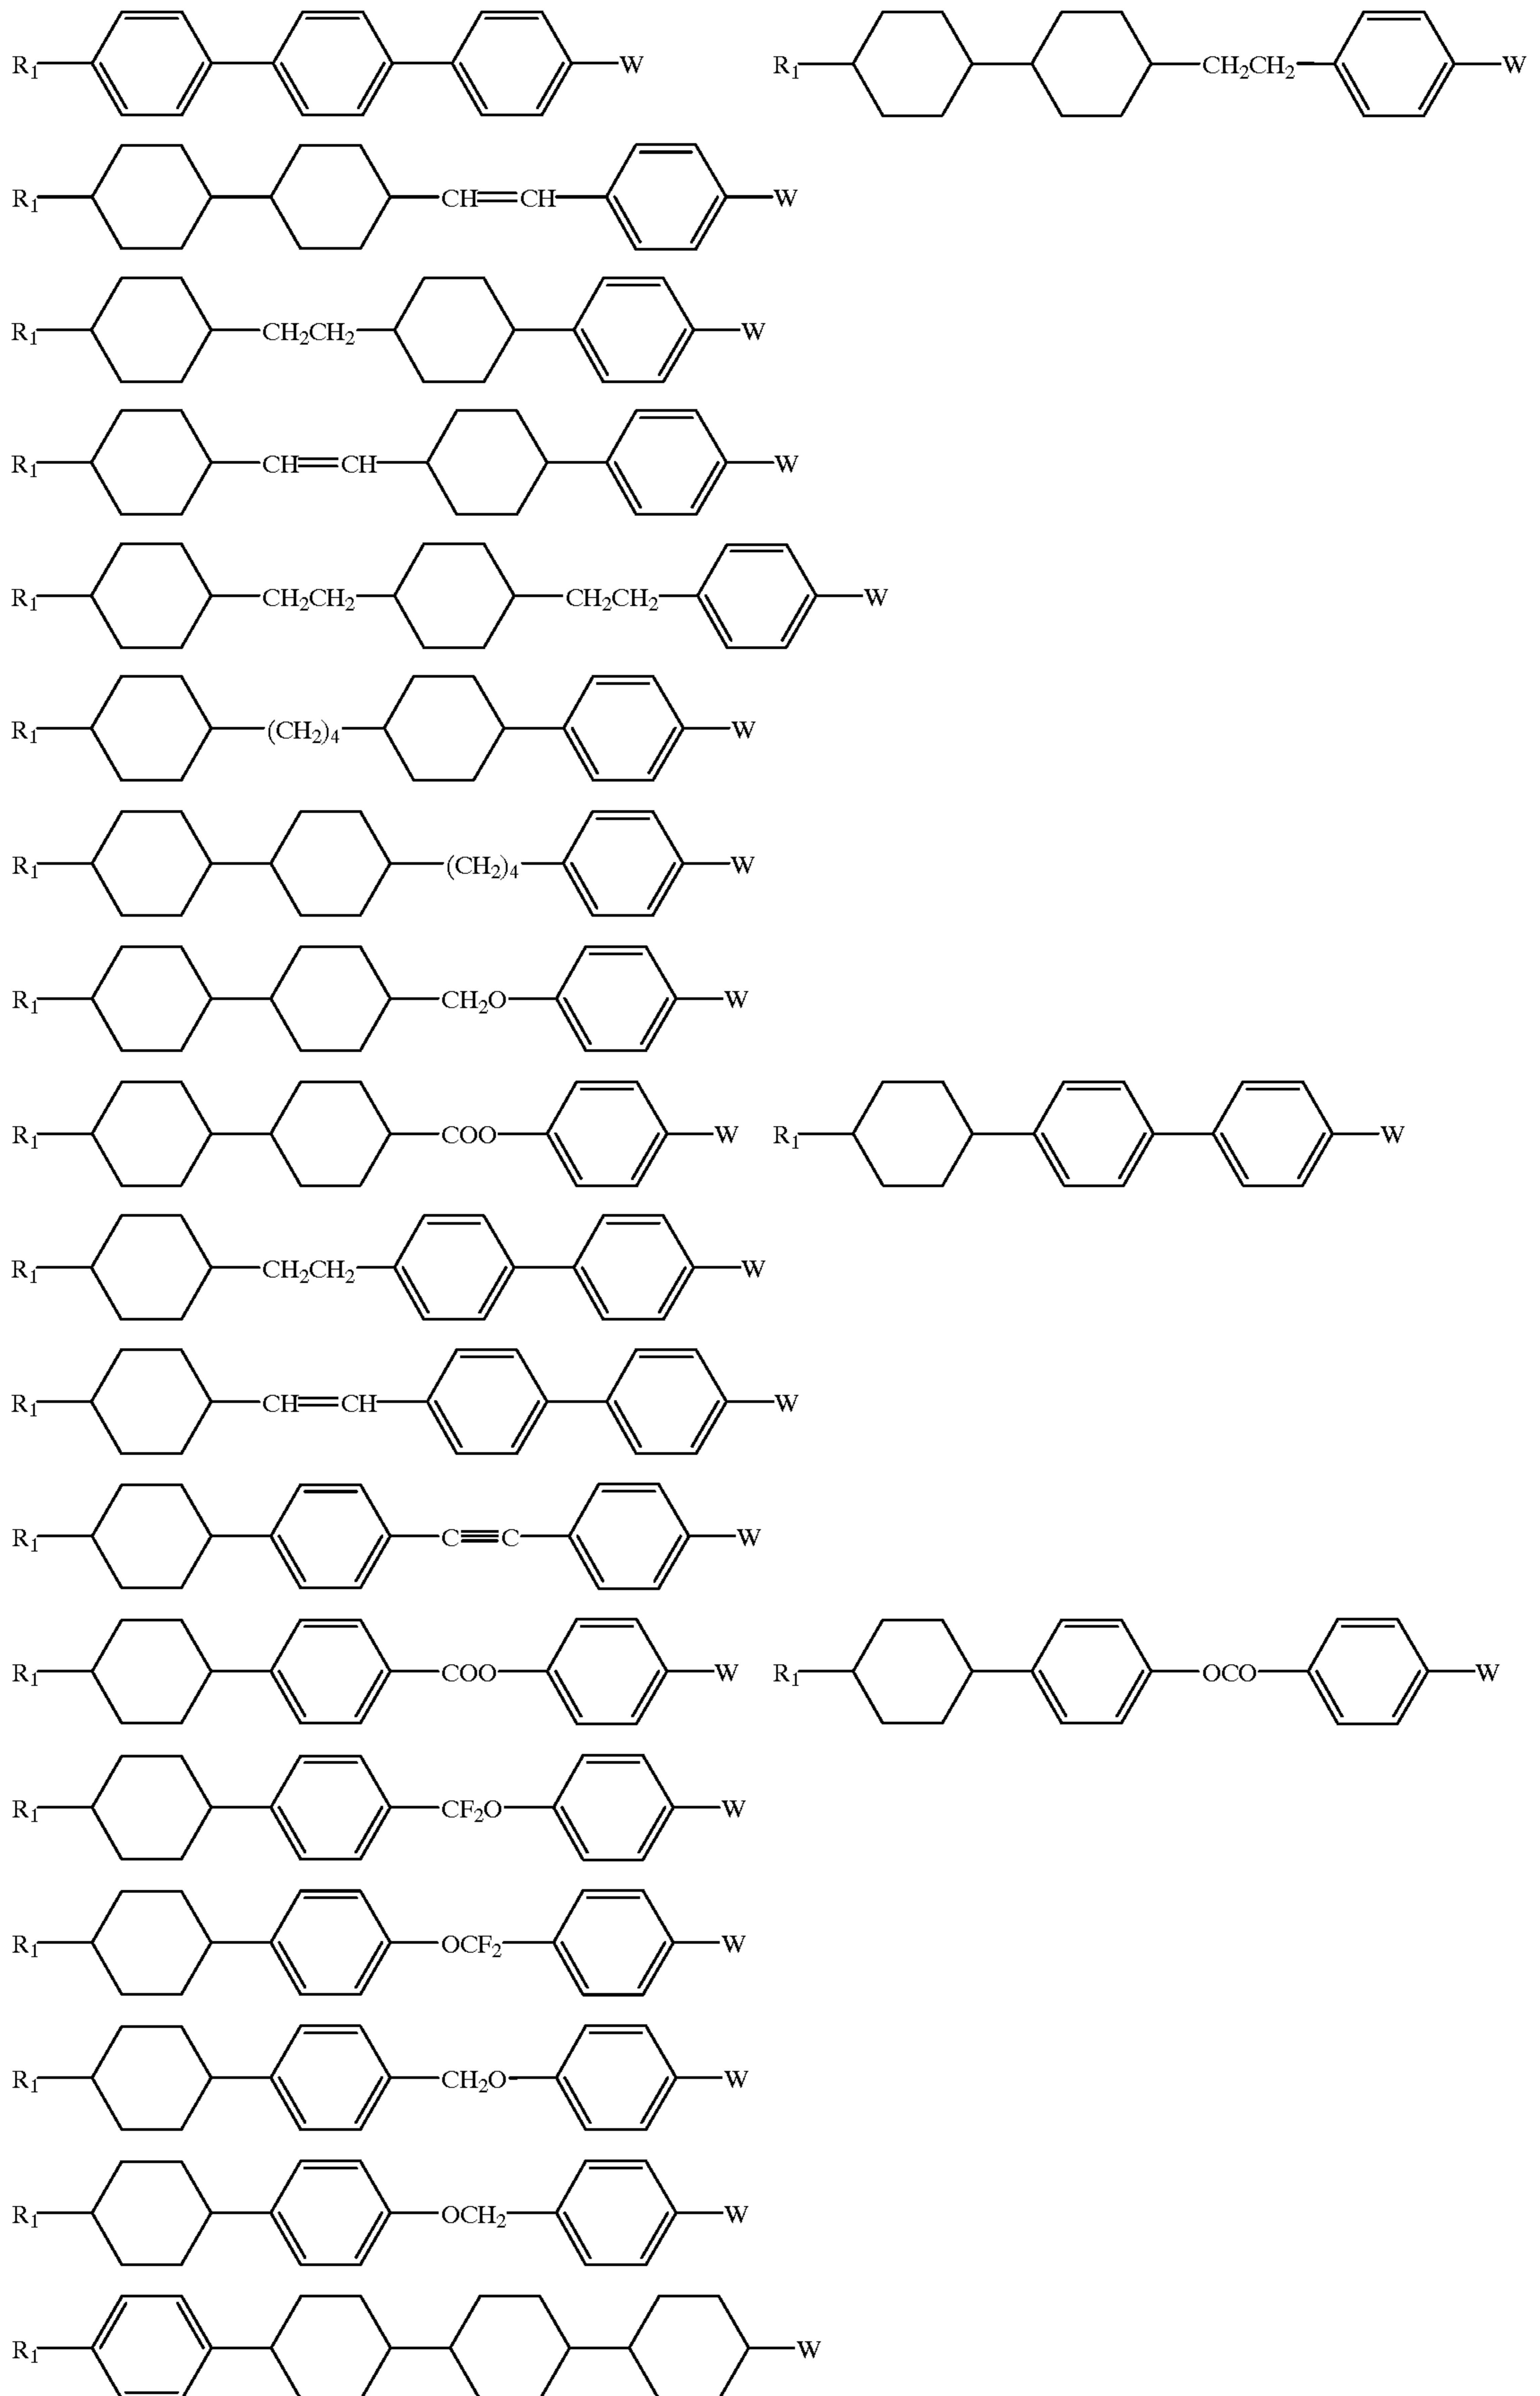 R₁ W R₁ CH₂CH₂ W
R₁ CH CH W
R₁ CH₂CH₂ W
R₁ CH CH W
R₁ CH₂CH₂ CH₂CH₂ W
R₁ (CH₂)₄ W
R₁ (CH₂)₄ W
R₁ CH₂O W
R₁ COO W R₁ W
R₁ CH₂CH₂ W
R₁ CH CH W
R₁ C C W
R₁ COO W R₁ OCO W
R₁ CF₂O W
R₁ OCF₂ W
R₁ CH₂O W
R₁ OCH₂ W
R₁ W